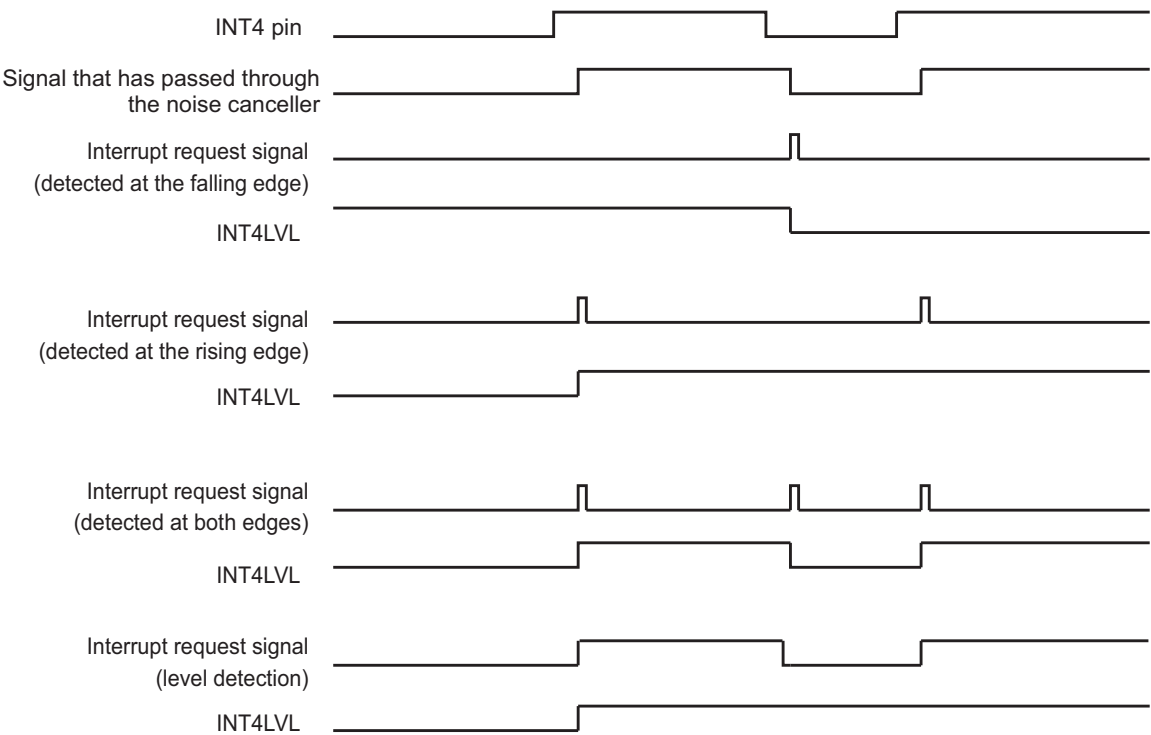 INT4 pin
Signal that has passed through
the noise canceller
Interrupt request signal
(detected at the falling edge)
INT4LVL
Interrupt request signal
(detected at the rising edge)
INT4LVL
Interrupt request signal
(detected at both edges)
INT4LVL
Interrupt request signal
(level detection)
INT4LVL